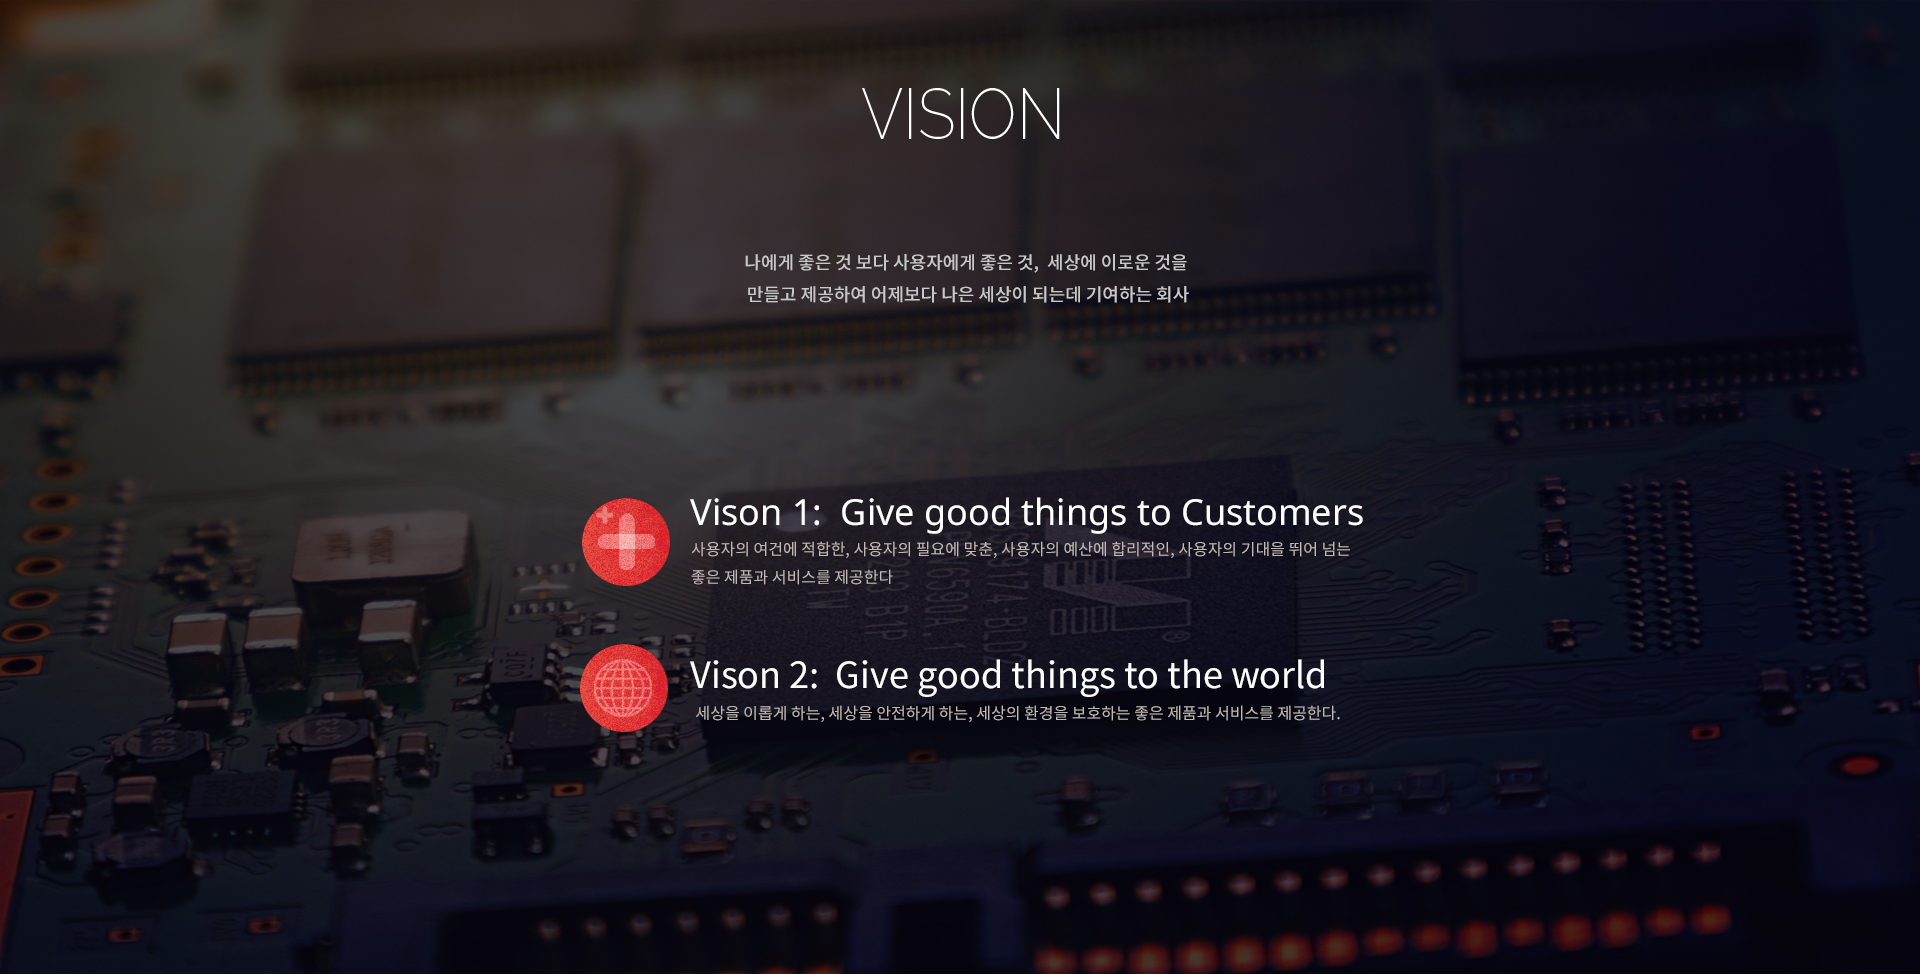 VISION
나에게 좋은 것 보다 사용자에게 좋은 것, 세상에 이로운 것을
만들고 제공하여 어제보다 나은 세상이 되는데 기여하는 회사
Vison 1: Give good things to Customers
사용자의 여건에 적합한, 사용자의 필요에 맞춘, 사용자의 예산에 합리적인, 사용자의 기대을 뛰어 넘는
좋은 제품과 서비스를 제공한다
Vison 2: Give good things to the world
세상을 이롭게 하는, 세상을 안전하게 하는, 세상의 환경을 보호하는 좋은 제품과 서비스를 제공한다.